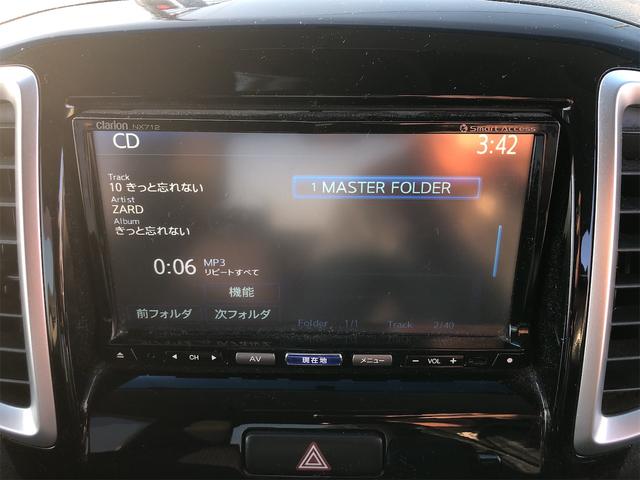 clarion NX712
Smart Access
CD
3:42
Track
10 きっと忘れない
Artist
ZARD
Album
きっと忘れない
1 MASTER FOLDER
0:06 MP3
リピートすべて
機能
前フォルダ 次フォルダ
Folder 1/1 Track 2/40
CH
AV
現在地
メニュー
− VOL +